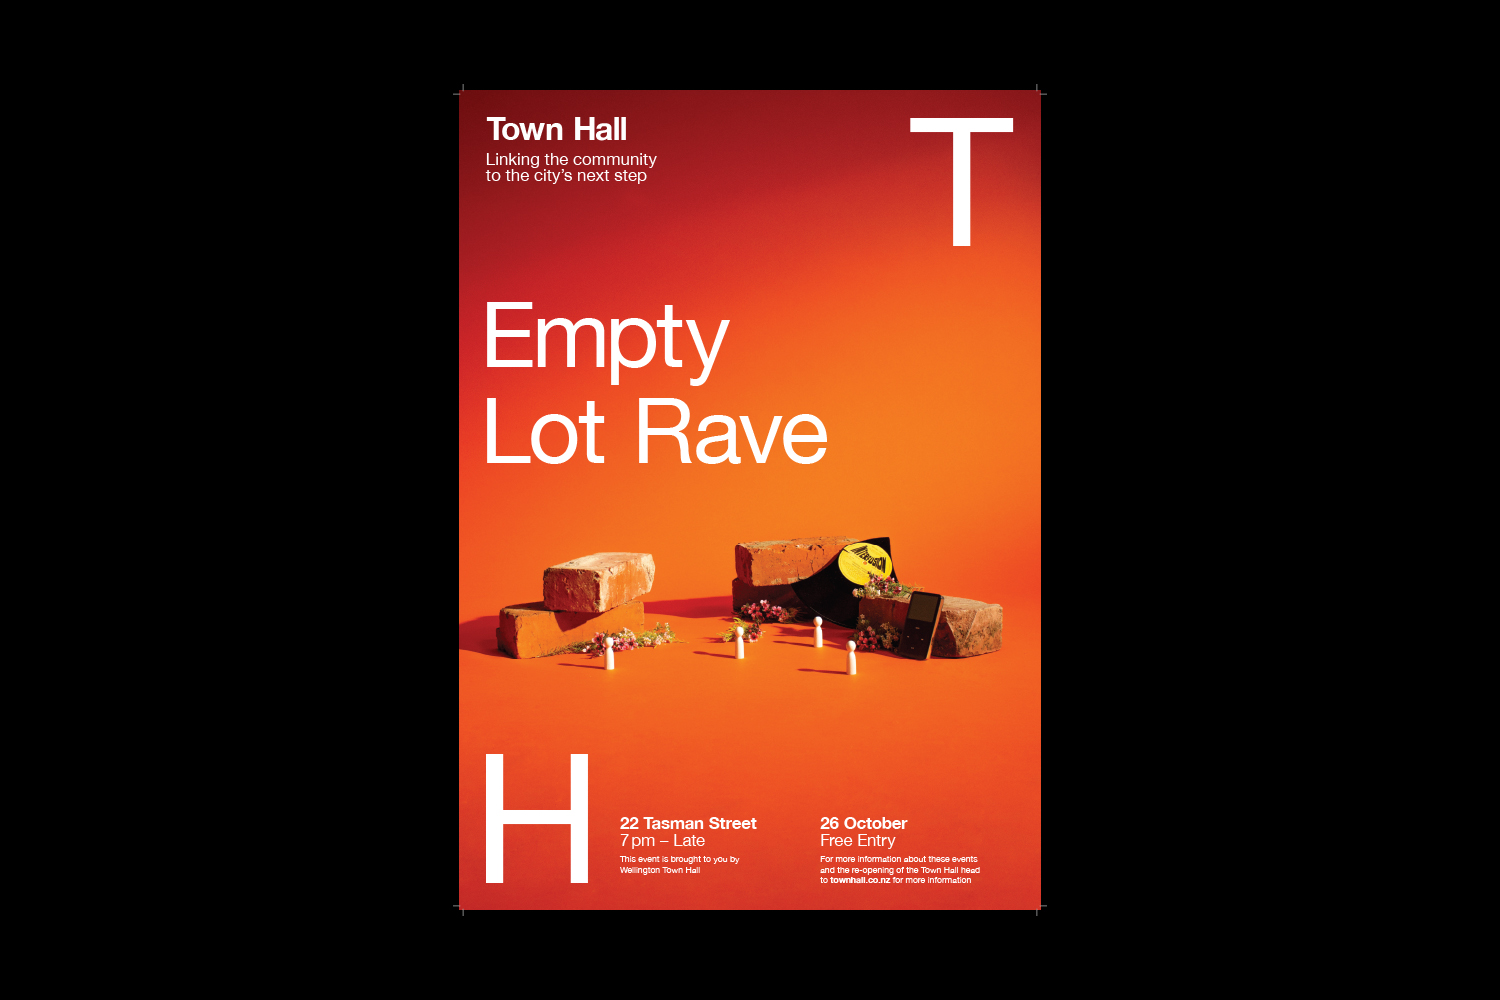 Town Hall
Linking the community
to the city’s next step
T
Empty
Lot Rave
H
22 Tasman Street
7 pm – Late
This event is brought to you by
Wellington Town Hall
26 October
Free Entry
For more information about these events
and the re-opening of the Town Hall head
to townhall.co.nz for more information